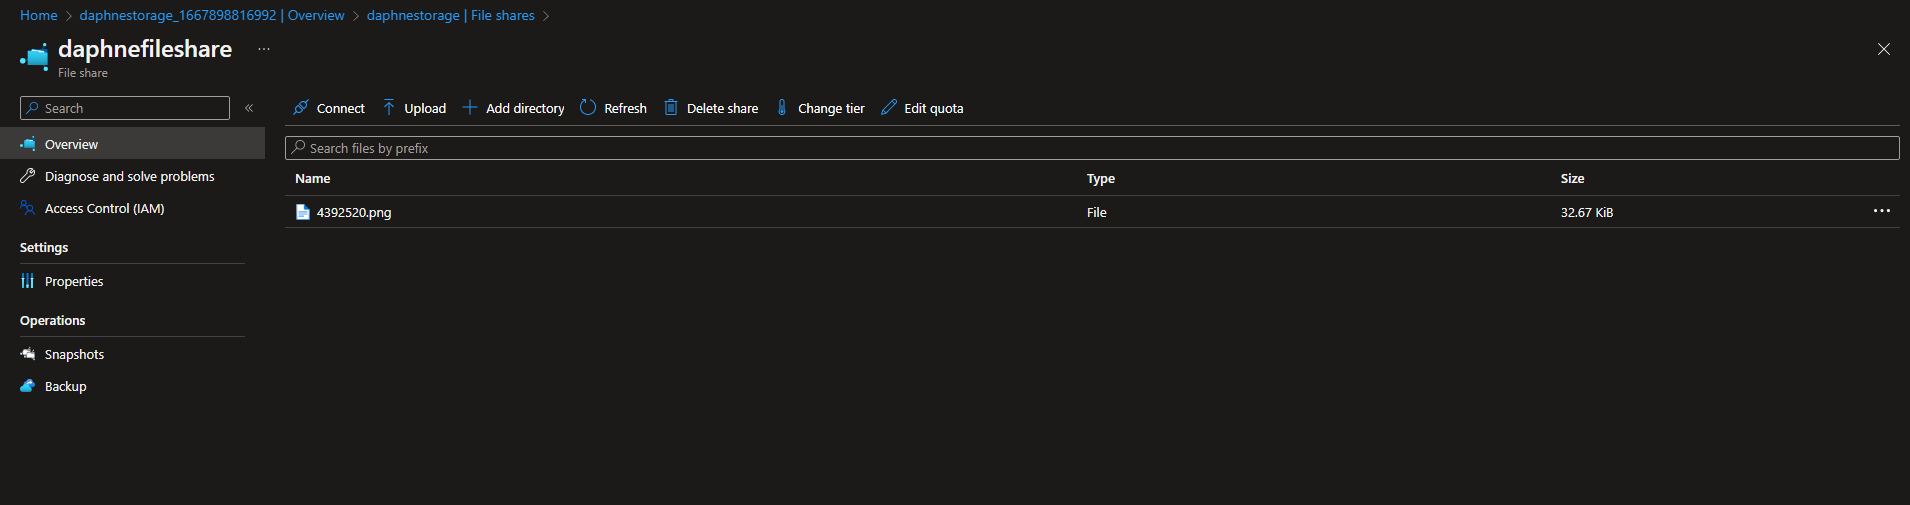 Home > daphnestorage_1667898816992 | Overview > daphnestorage | File shares >
daphnefileshare ...
File share
Search «
Connect Upload Add directory Refresh Delete share Change tier Edit quota
Overview
Diagnose and solve problems
Access Control (IAM)
Settings
Properties
Operations
Snapshots
Backup
Search files by prefix
Name Type Size
4392520.png File 32.67 KiB ...